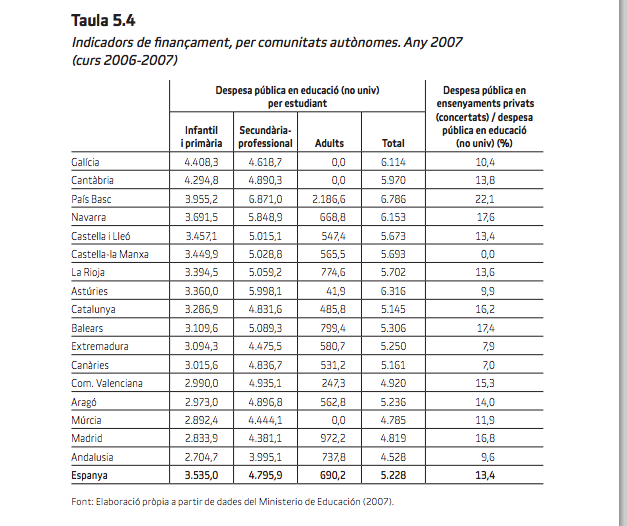 Taula 5.4
Indicadors de finançament, per comunitats autònomes. Any 2007
(curs 2006-2007)
Despesa pública en educació (no univ)
per estudiant
Despesa pública en
ensenyaments privats
(concertats) / despesa
pública en educació
(no univ) (%)
Infantil
i primària
Secundària-
professional
Adults
Total
Galícia 4.408,3 4.618,7 0,0 6.114 10,4
Cantàbria 4.294,8 4.890,3 0,0 5.970 13,8
País Basc 3.955,2 6.871,0 2.186,6 6.786 22,1
Navarra 3.691,5 5.848,9 668,8 6.153 17,6
Castella i Lleó 3.457,1 5.015,1 547,4 5.673 13,4
Castella-la Manxa 3.449,9 5.028,8 565,5 5.693 0,0
La Rioja 3.394,5 5.059,2 774,6 5.702 13,6
Astúries 3.360,0 5.998,1 41,9 6.316 9,9
Catalunya 3.286,9 4.831,6 485,8 5.145 16,2
Balears 3.109,6 5.089,3 799,4 5.306 17,4
Extremadura 3.094,3 4.475,5 580,7 5.250 7,9
Canàries 3.015,6 4.836,7 531,2 5.161 7,0
Com. Valenciana 2.990,0 4.935,1 247,3 4.920 15,3
Aragó 2.973,0 4.896,8 562,8 5.236 14,0
Múrcia 2.892,4 4.444,1 0,0 4.785 11,9
Madrid 2.833,9 4.381,1 972,2 4.819 16,8
Andalusia 2.704,7 3.995,1 737,8 4.528 9,6
Espanya 3.535,0 4.795,9 690,2 5.228 13,4
Font: Elaboració pròpia a partir de dades del Ministerio de Educación (2007).